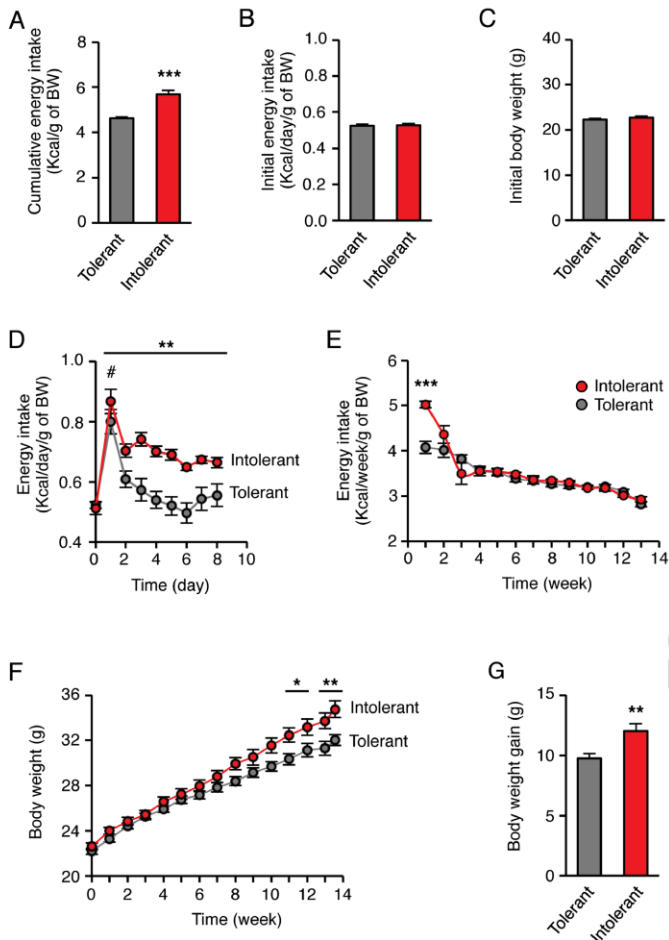 A
Cumulative energy intake
(Kcal/g of BW)
8
6
4
2
0
***
Tolerant
Intolerant
B
Initial energy intake
(Kcal/day/g of BW)
1.0
0.8
0.6
0.4
0.2
0.0
Tolerant
Intolerant
C
Initial body weight (g)
40
30
20
10
0
Tolerant
Intolerant
D
Energy intake
(Kcal/day/g of BW)
1.0
0.8
0.6
0.4
**
#
Intolerant
Tolerant
0 2 4 6 8 10
Time (day)
E
Energy intake
(Kcal/week/g of BW)
6
5
4
3
2
***
Intolerant
Tolerant
0 2 4 6 8 10 12 14
Time (week)
F
Body weight (g)
36
32
28
24
20
* **
Intolerant
Tolerant
0 2 4 6 8 10 12 14
Time (week)
G
Body weight gain (g)
15
10
5
0
**
Tolerant
Intolerant